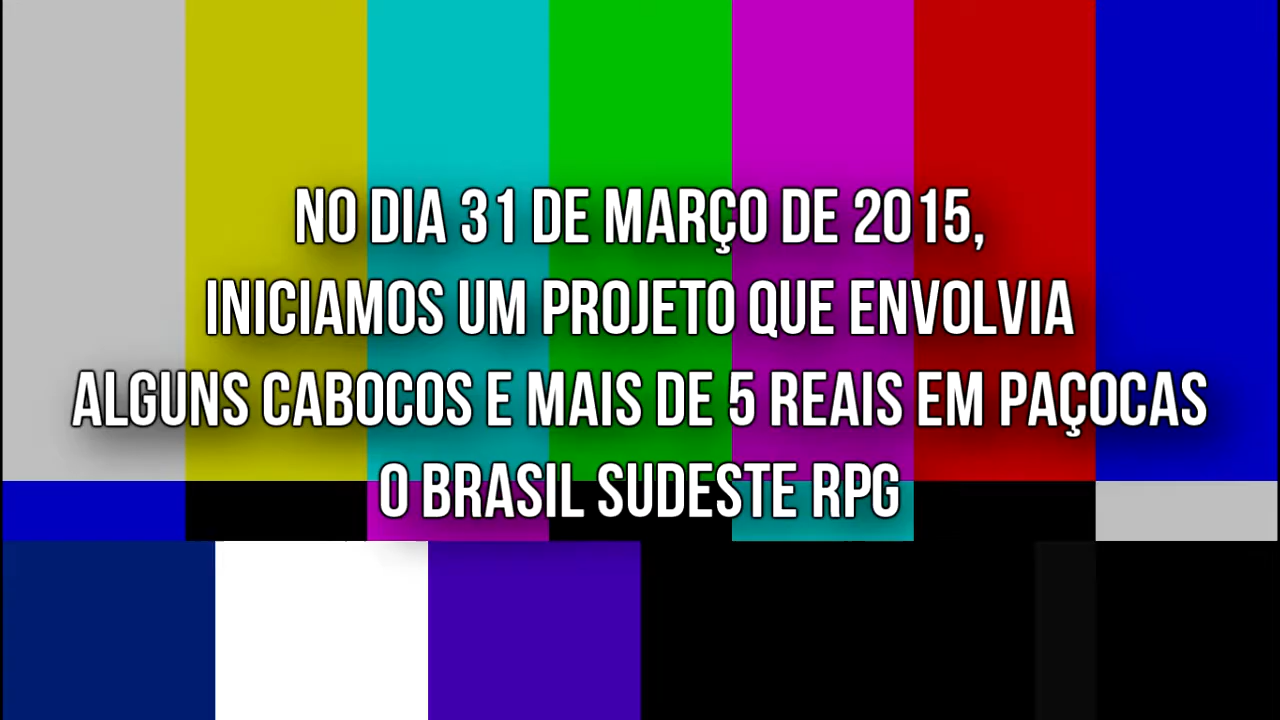 NO DIA 31 DE MARÇO DE 2015,
INICIAMOS UM PROJETO QUE ENVOLVIA
ALGUNS CABOCOS E MAIS DE 5 REAIS EM PAÇOCAS
O BRASIL SUDESTE RPG